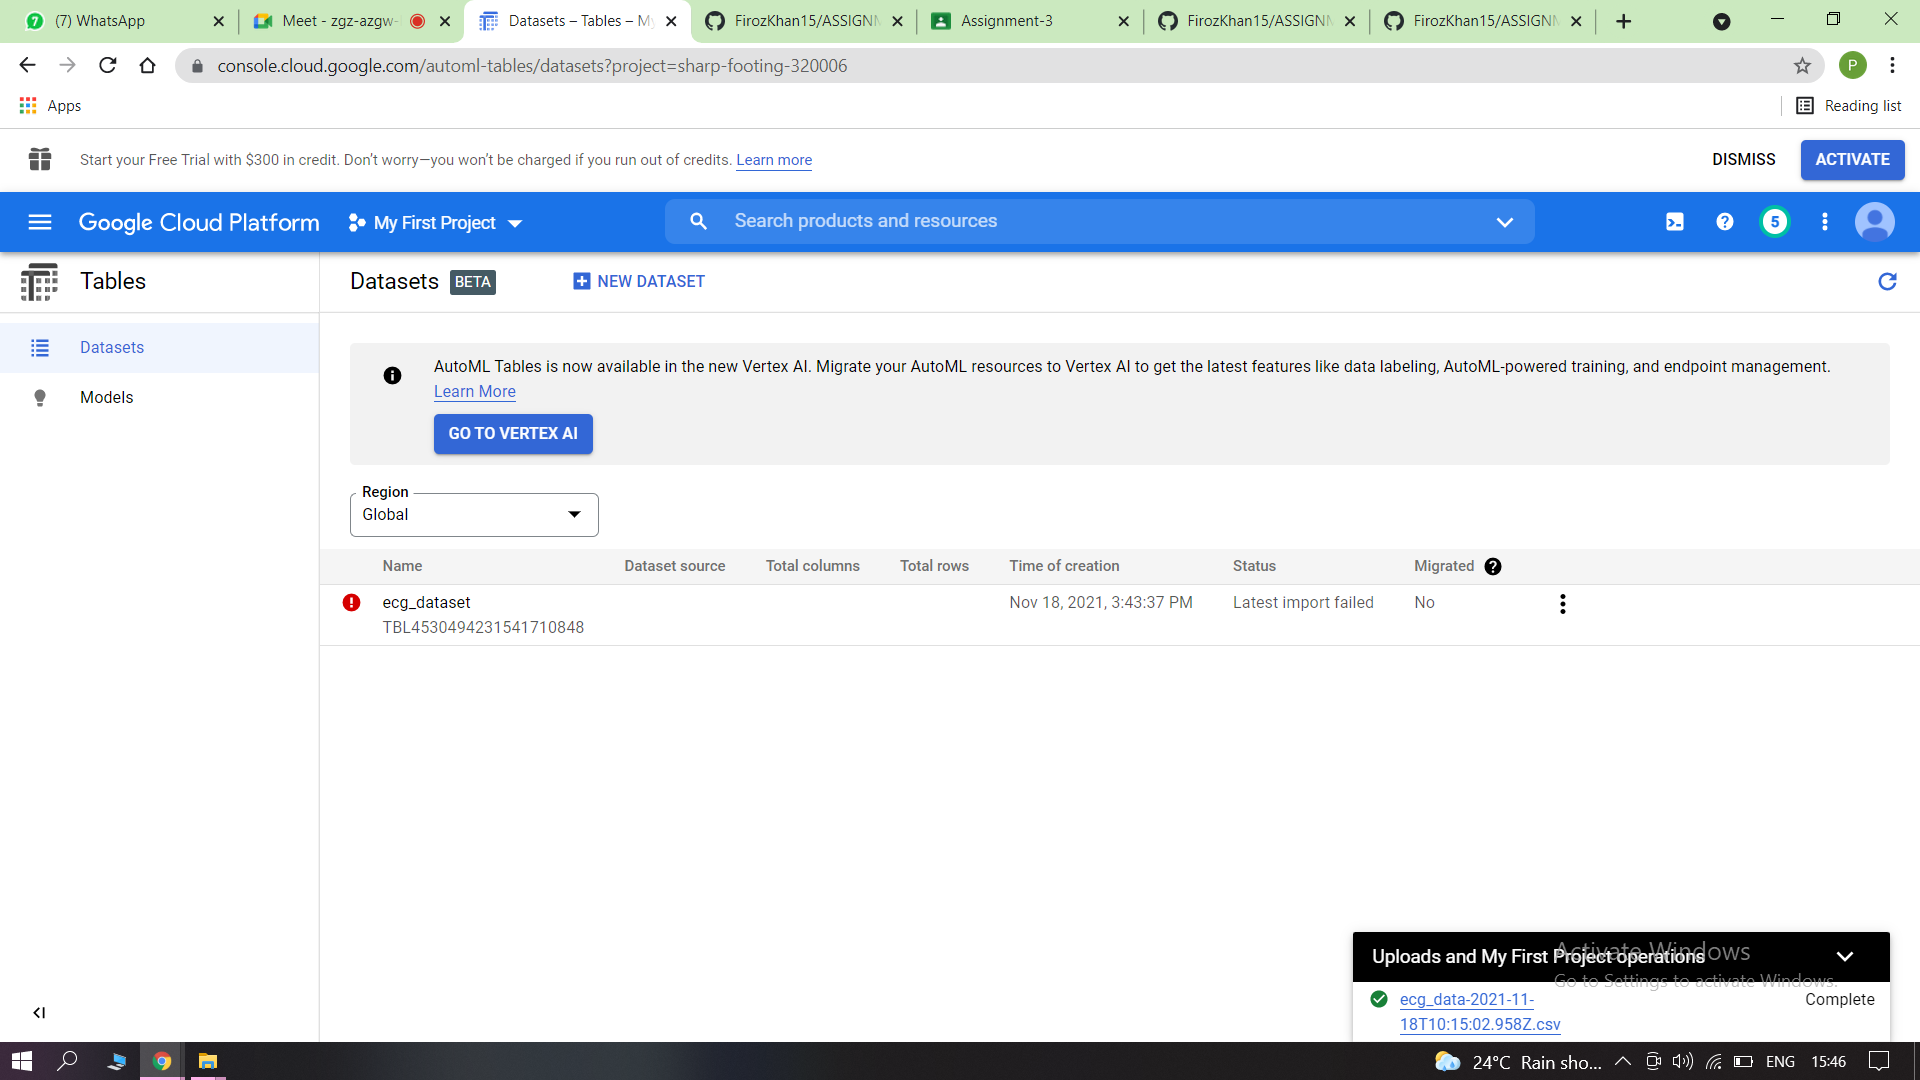 (7) WhatsApp
Meet - zgz-azgw-
Datasets – Tables – My
FirozKhan15/ASSIGNM
Assignment-3
FirozKhan15/ASSIGNM
FirozKhan15/ASSIGNM
console.cloud.google.com/automl-tables/datasets?project=sharp-footing-320006
P
Apps
Reading list
Start your Free Trial with $300 in credit. Don't worry—you won't be charged if you run out of credits. Learn more
DISMISS
ACTIVATE
Google Cloud Platform
My First Project
Search products and resources
5
Tables
Datasets BETA
NEW DATASET
Datasets
Models
AutoML Tables is now available in the new Vertex AI. Migrate your AutoML resources to Vertex AI to get the latest features like data labeling, AutoML-powered training, and endpoint management.
Learn More
GO TO VERTEX AI
Region
Global
Name Dataset source Total columns Total rows Time of creation Status Migrated
ecg_dataset Nov 18, 2021, 3:43:37 PM Latest import failed No
TBL4530494231541710848
Uploads and My First Project operations
Activate Windows
Go to Settings to activate Windows.
ecg_data-2021-11-
18T10:15:02.958Z.csv
Complete
24°C Rain sho...
ENG
15:46